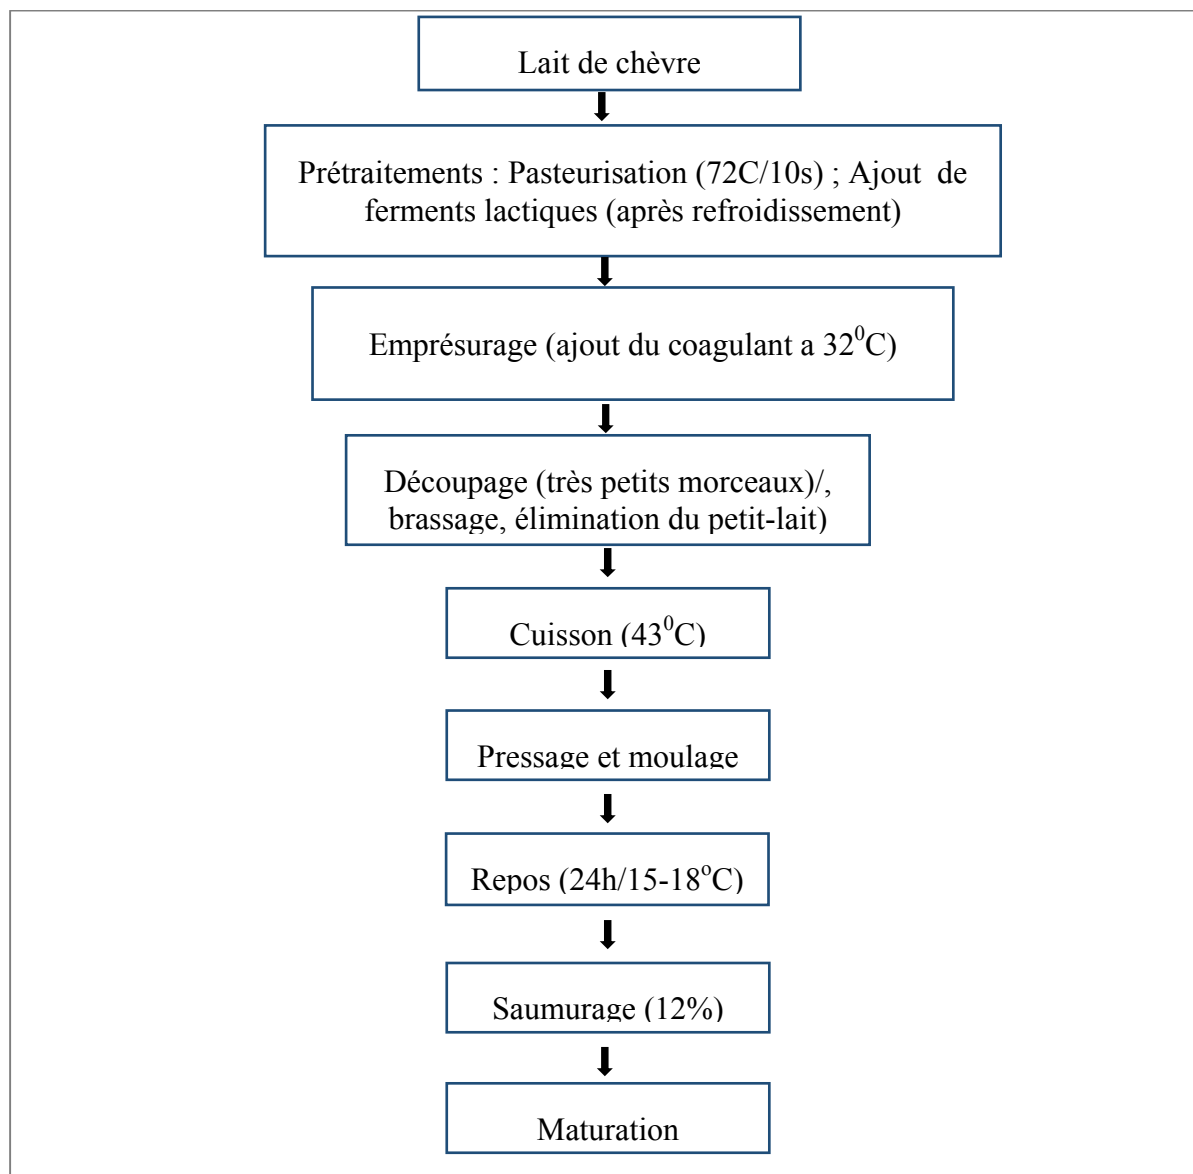 Lait de chèvre
Prétraitements : Pasteurisation (72C/10s) ; Ajout de
ferments lactiques (après refroidissement)
Emprésurage (ajout du coagulant a 32⁰C)
Découpage (très petits morceaux)/,
brassage, élimination du petit-lait)
Cuisson (43⁰C)
Pressage et moulage
Repos (24h/15-18ᵒC)
Saumurage (12%)
Maturation